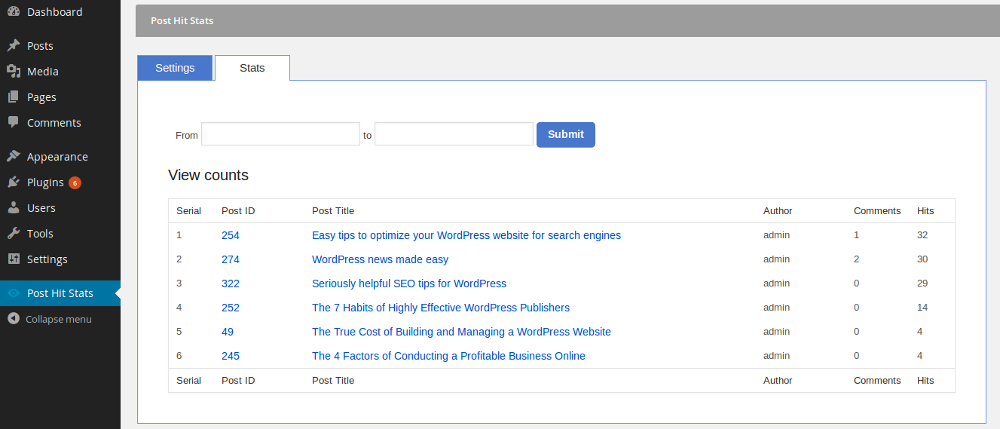 Dashboard
Posts
Media
Pages
Comments
Appearance
Plugins 6
Users
Tools
Settings
Post Hit Stats
Collapse menu
Post Hit Stats
Settings Stats
From to Submit
View counts
Serial Post ID Post Title Author Comments Hits
1 254 Easy tips to optimize your WordPress website for search engines admin 1 32
2 274 WordPress news made easy admin 2 30
3 322 Seriously helpful SEO tips for WordPress admin 0 29
4 252 The 7 Habits of Highly Effective WordPress Publishers admin 0 14
5 49 The True Cost of Building and Managing a WordPress Website admin 0 4
6 245 The 4 Factors of Conducting a Profitable Business Online admin 0 4
Serial Post ID Post Title Author Comments Hits